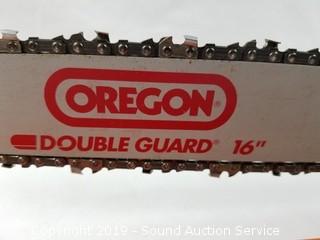 OREGON®
DOUBLE GUARD® 16"
Copyright 2019 - Sound Auction Service